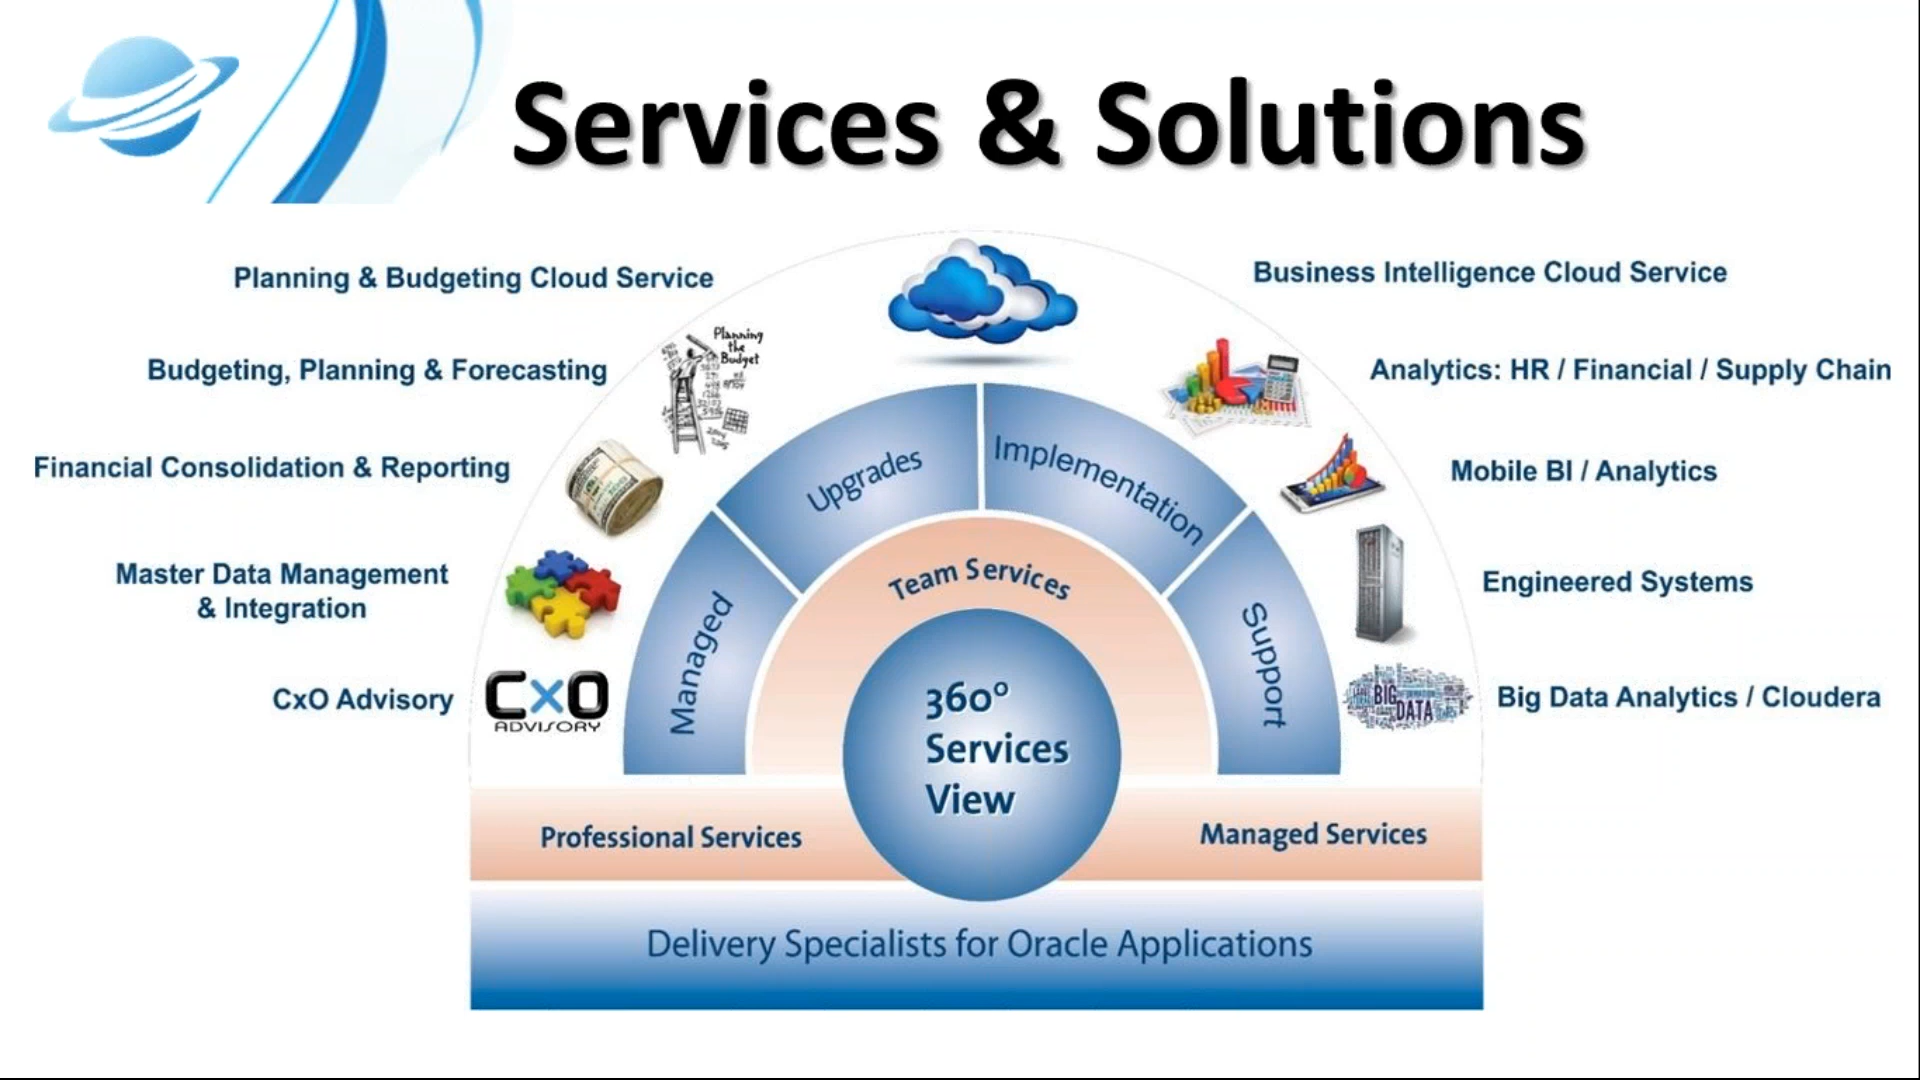 Services & Solutions
Planning & Budgeting Cloud Service
Budgeting, Planning & Forecasting
Financial Consolidation & Reporting
Master Data Management
& Integration
CxO Advisory
Business Intelligence Cloud Service
Analytics: HR / Financial / Supply Chain
Mobile BI / Analytics
Engineered Systems
Big Data Analytics / Cloudera
Planning
the
Budget
CxO
ADVISORY
BIG
DATA
Managed
Upgrades
Implementation
Support
Team Services
360°
Services
View
Professional Services
Managed Services
Delivery Specialists for Oracle Applications